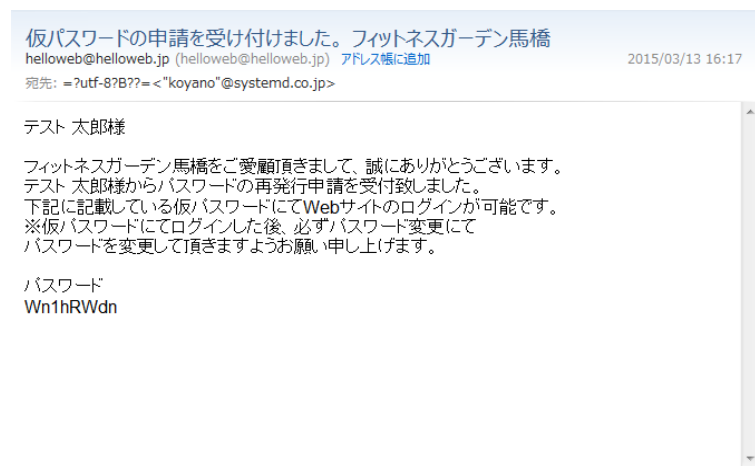 仮パスワードの申請を受け付けました。フィットネスガーデン馬橋
helloweb@helloweb.jp (helloweb@helloweb.jp) アドレス帳に追加 2015/03/13 16:17
宛先: =?utf-8?B??=<"koyano"@systemd.co.jp>
テスト 太郎様
フィットネスガーデン馬橋をご愛顧頂きまして、誠にありがとうございます。
テスト 太郎様からパスワードの再発行申請を受付致しました。
下記に記載している仮パスワードにてWebサイトのログインが可能です。
※仮パスワードにてログインした後、必ずパスワード変更にて
パスワードを変更して頂きますようお願い申し上げます。
パスワード
Wn1hRWdn